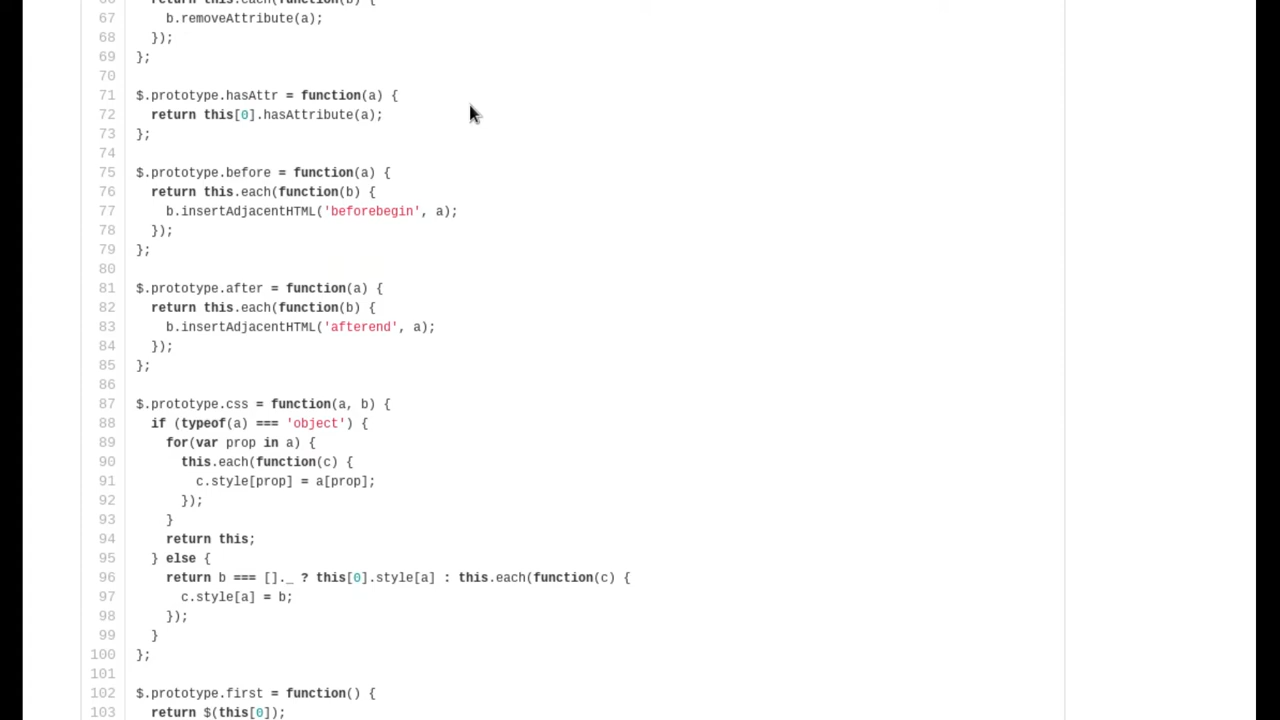 66     return this.each(function(b) {
67     b.removeAttribute(a);
68   });
69 };
70
71 $.prototype.hasAttr = function(a) {
72   return this[0].hasAttribute(a);
73 };
74
75 $.prototype.before = function(a) {
76   return this.each(function(b) {
77     b.insertAdjacentHTML('beforebegin', a);
78   });
79 };
80
81 $.prototype.after = function(a) {
82   return this.each(function(b) {
83     b.insertAdjacentHTML('afterend', a);
84   });
85 };
86
87 $.prototype.css = function(a, b) {
88   if (typeof(a) === 'object') {
89     for(var prop in a) {
90       this.each(function(c) {
91         c.style[prop] = a[prop];
92       });
93     }
94     return this;
95   } else {
96     return b === []._ ? this[0].style[a] : this.each(function(c) {
97       c.style[a] = b;
98     });
99   }
100 };
101
102 $.prototype.first = function() {
103   return $(this[0]);